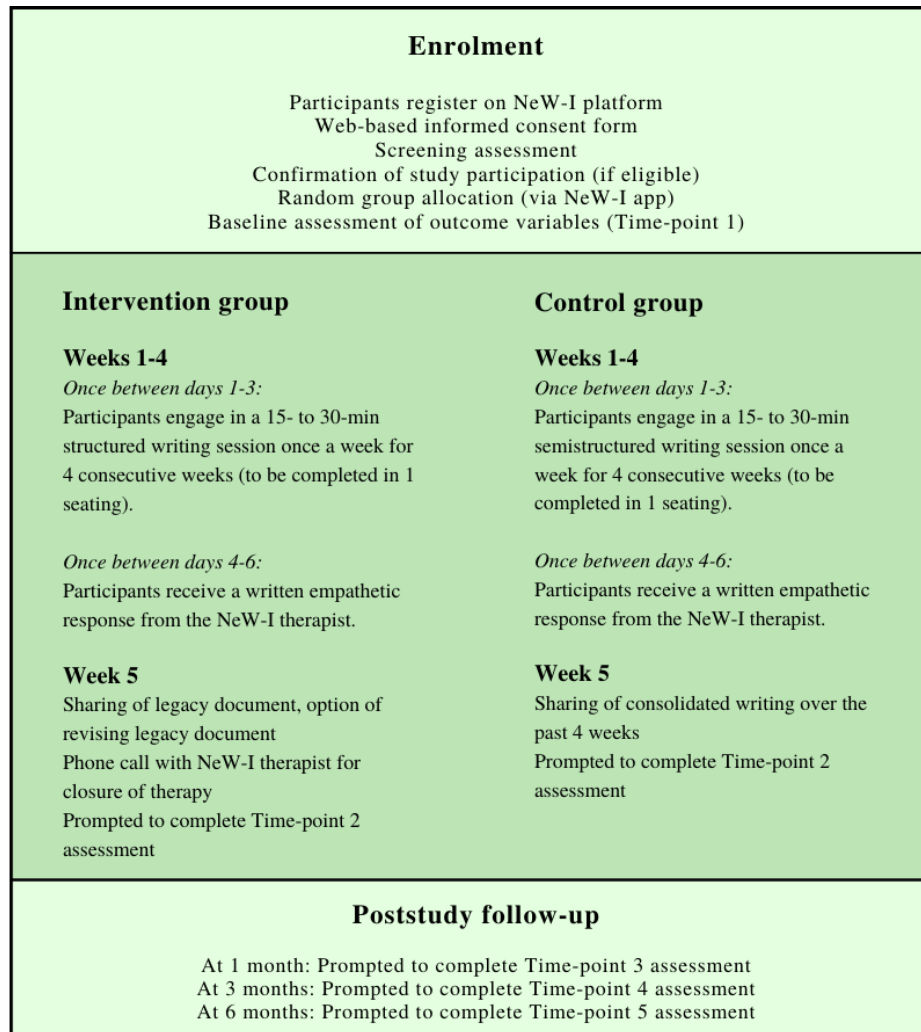 Enrolment
Participants register on NeW-I platform
Web-based informed consent form
Screening assessment
Confirmation of study participation (if eligible)
Random group allocation (via NeW-I app)
Baseline assessment of outcome variables (Time-point 1)
Intervention group
Weeks 1-4
Once between days 1-3:
Participants engage in a 15- to 30-min
structured writing session once a week for
4 consecutive weeks (to be completed in 1
seating).
Once between days 4-6:
Participants receive a written empathetic
response from the NeW-I therapist.
Week 5
Sharing of legacy document, option of
revising legacy document
Phone call with NeW-I therapist for
closure of therapy
Prompted to complete Time-point 2
assessment
Control group
Weeks 1-4
Once between days 1-3:
Participants engage in a 15- to 30-min
semistructured writing session once a
week for 4 consecutive weeks (to be
completed in 1 seating).
Once between days 4-6:
Participants receive a written empathetic
response from the NeW-I therapist.
Week 5
Sharing of consolidated writing over the
past 4 weeks
Prompted to complete Time-point 2
assessment
Poststudy follow-up
At 1 month: Prompted to complete Time-point 3 assessment
At 3 months: Prompted to complete Time-point 4 assessment
At 6 months: Prompted to complete Time-point 5 assessment